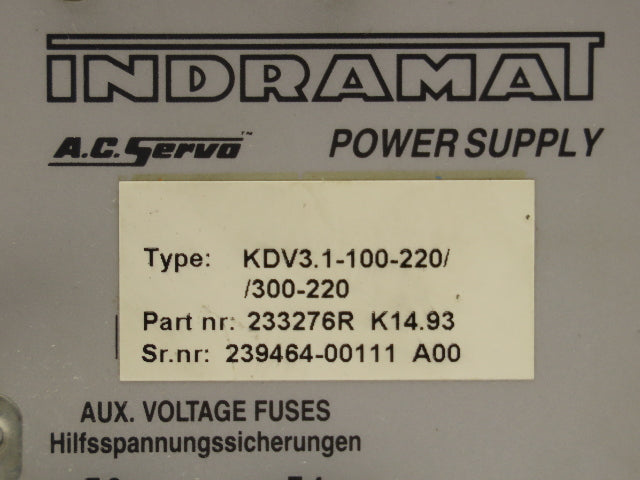 INDRAMAT
A.C. Servo™ POWER SUPPLY
Type: KDV3.1-100-220/
/300-220
Part nr: 233276R K14.93
Sr.nr: 239464-00111 A00
AUX. VOLTAGE FUSES
Hilfsspannungssicherungen